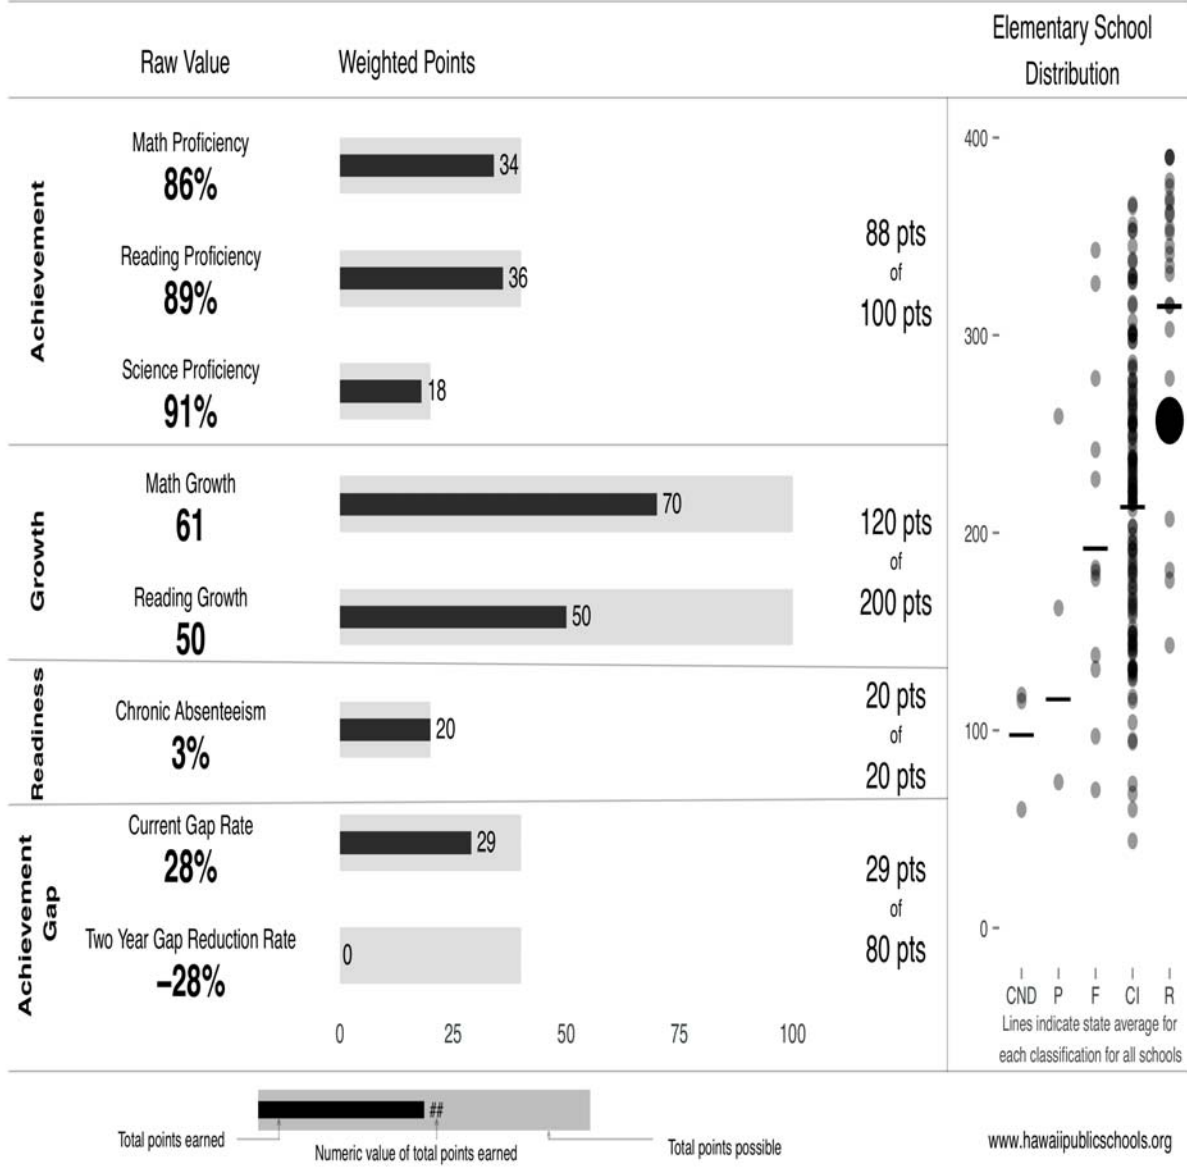 Raw Value
Weighted Points
Elementary School
Distribution
Achievement
Math Proficiency
86%
34
Reading Proficiency
89%
36
Science Proficiency
91%
18
88 pts
of
100 pts
Growth
Math Growth
61
70
Reading Growth
50
50
120 pts
of
200 pts
Readiness
Chronic Absenteeism
3%
20
20 pts
of
20 pts
Achievement
Gap
Current Gap Rate
28%
29
Two Year Gap Reduction Rate
–28%
0
29 pts
of
80 pts
0 25 50 75 100
400
300
200
100
0
CND P F CI R
Lines indicate state average for
each classification for all schools
##
Total points earned
Numeric value of total points earned
Total points possible
www.hawaiipublicschools.org